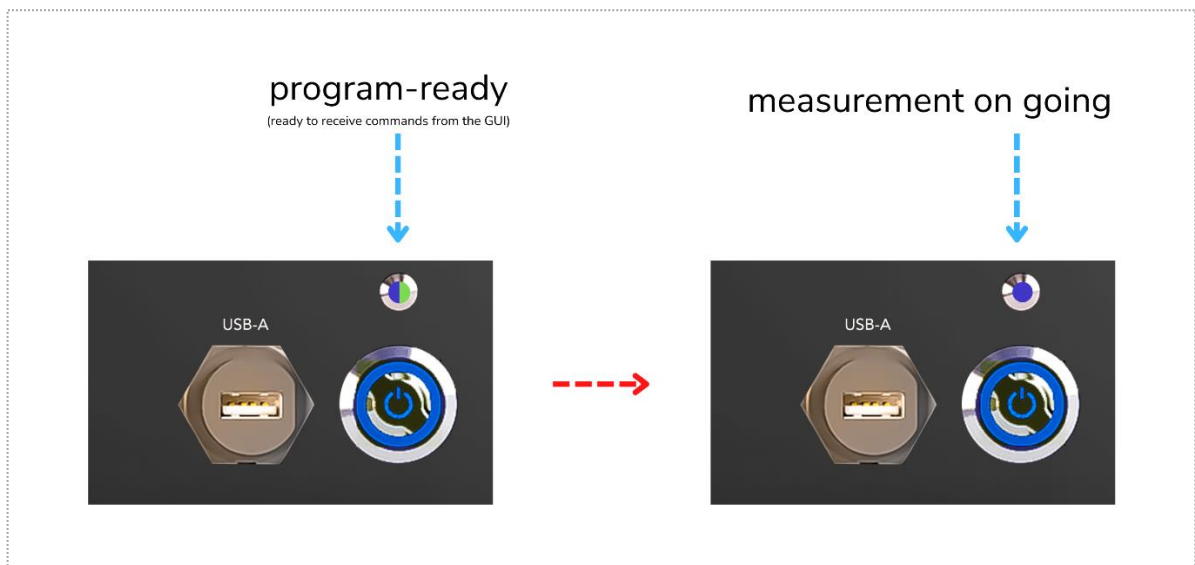 program-ready
(ready to receive commands from the GUI)
measurement on going
USB-A
USB-A